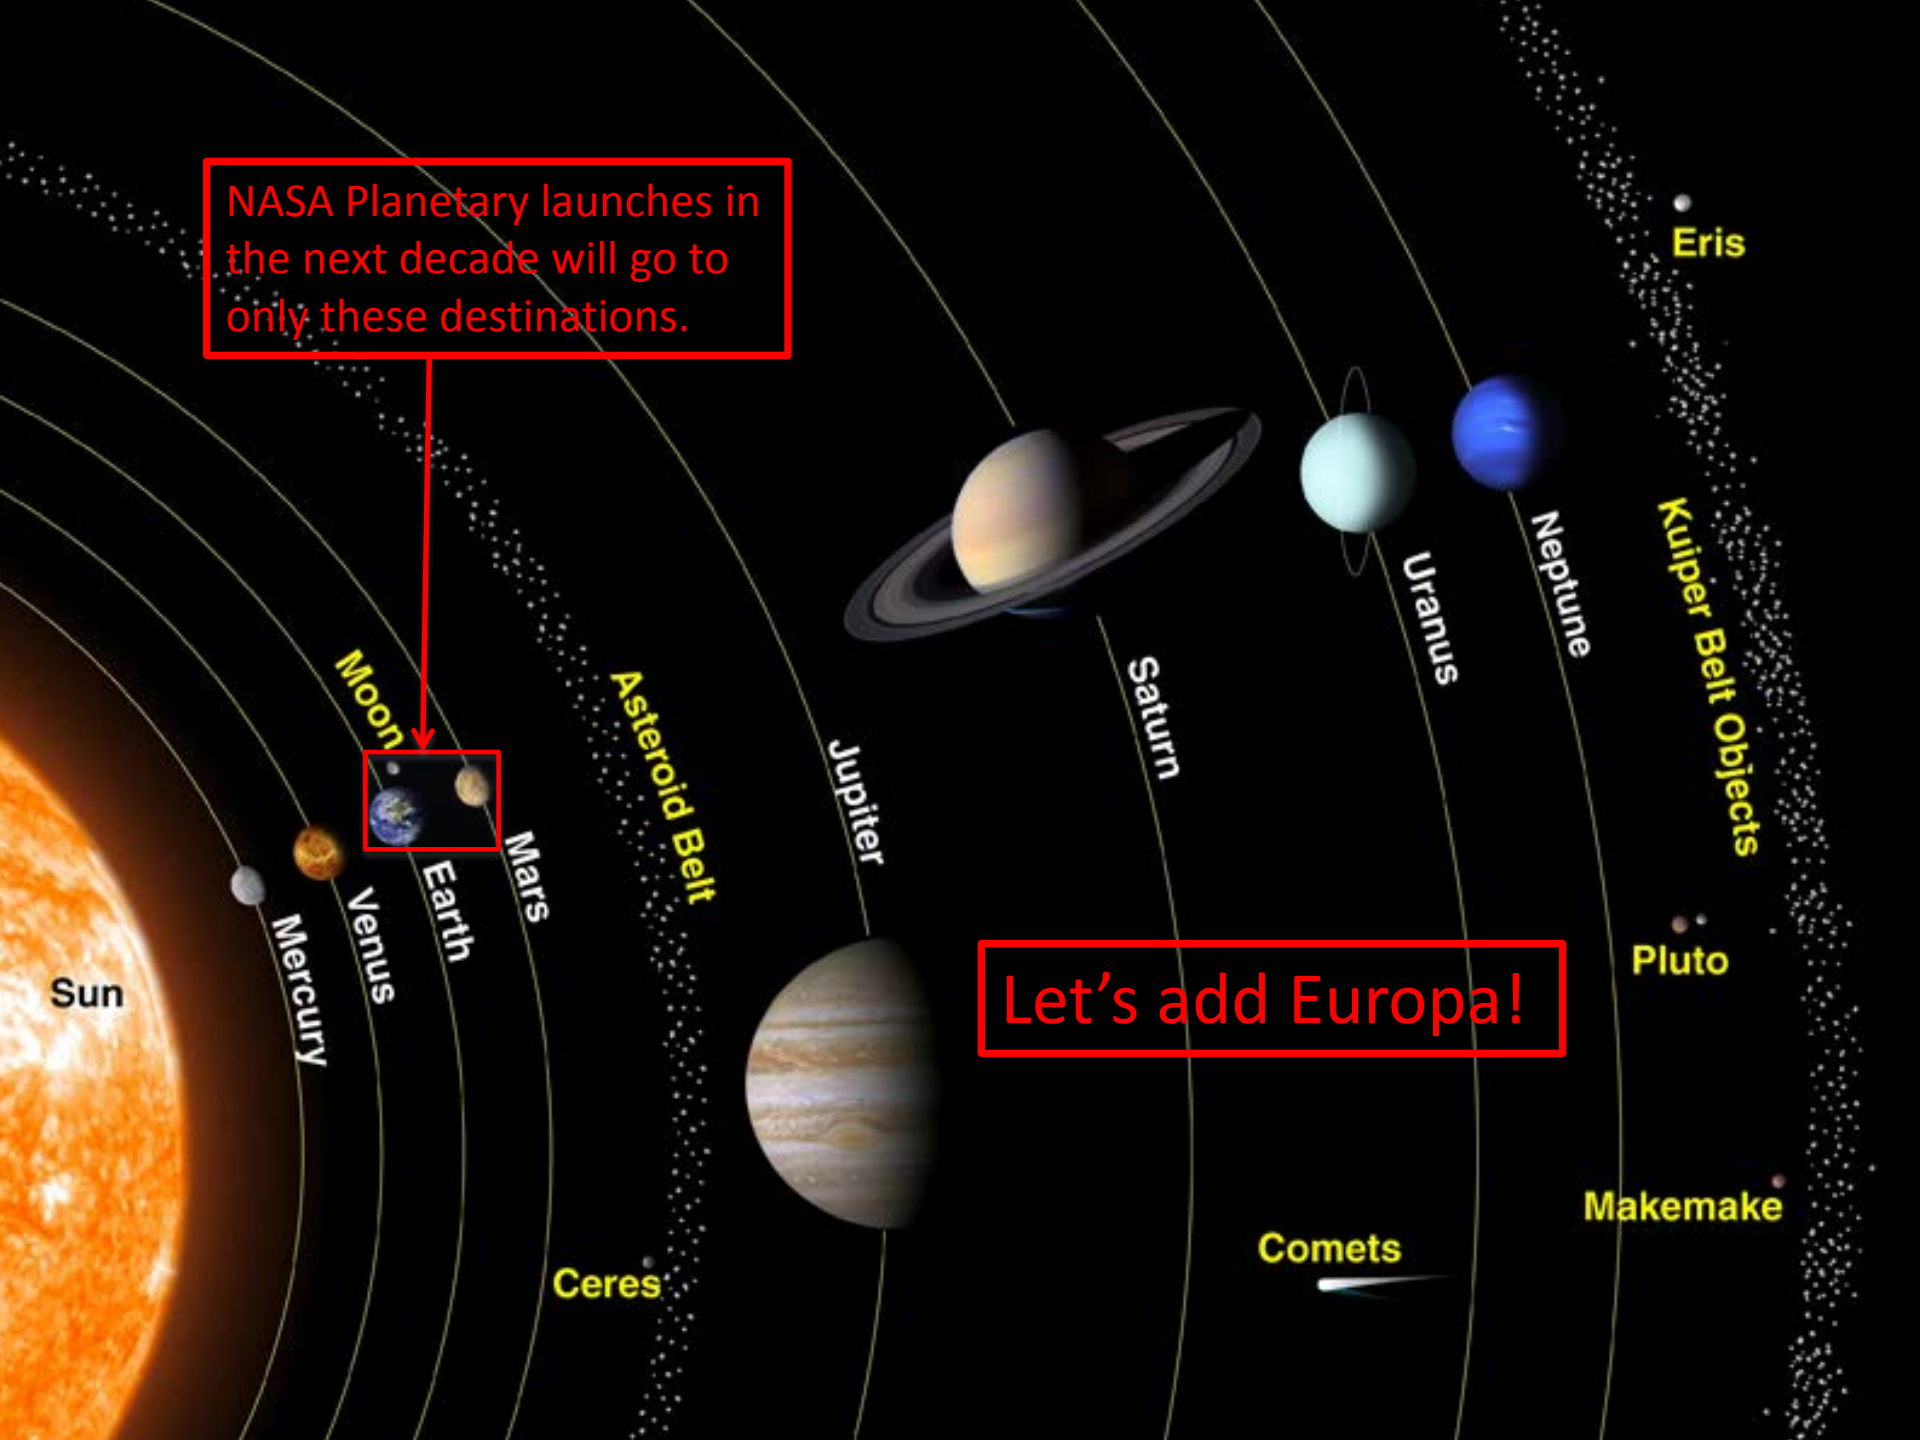 NASA Planetary launches in
the next decade will go to
only these destinations.
Eris
Kuiper Belt Objects
Neptune
Uranus
Saturn
Jupiter
Asteroid Belt
Moon
Mars
Earth
Venus
Mercury
Sun
Let’s add Europa!
Pluto
Makemake
Comets
Ceres